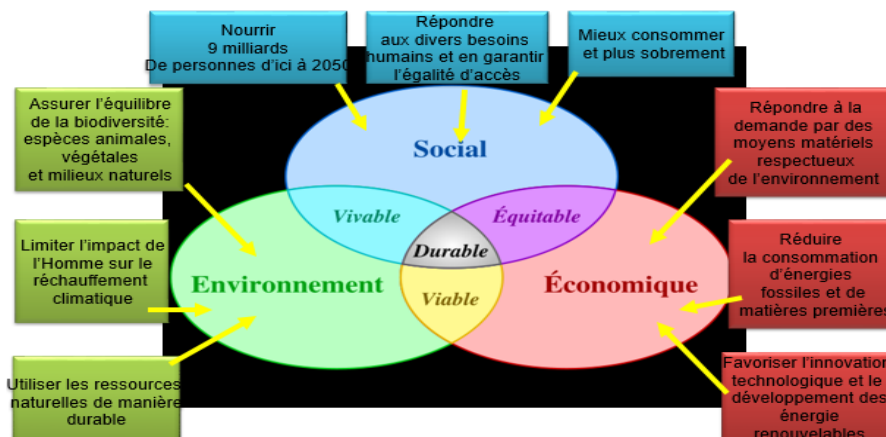 Nourrir
9 milliards
De personnes d'ici à 2050
Répondre
aux divers besoins
humains et en garantir
l'égalité d'accès
Mieux consommer
et plus sobrement
Assurer l'équilibre
de la biodiversité:
espèces animales,
végétales
et milieux naturels
Limiter l'impact de
l'Homme sur le
réchauffement
climatique
Utiliser les ressources
naturelles de manière
durable
Social
Vivable
Équitable
Durable
Environnement
Économique
Viable
Répondre à la
demande par des
moyens matériels
respectueux
de l'environnement
Réduire
la consommation
d'énergies
fossiles et de
matières premières
Favoriser l'innovation
technologique et le
développement des
énergie
renouvelables